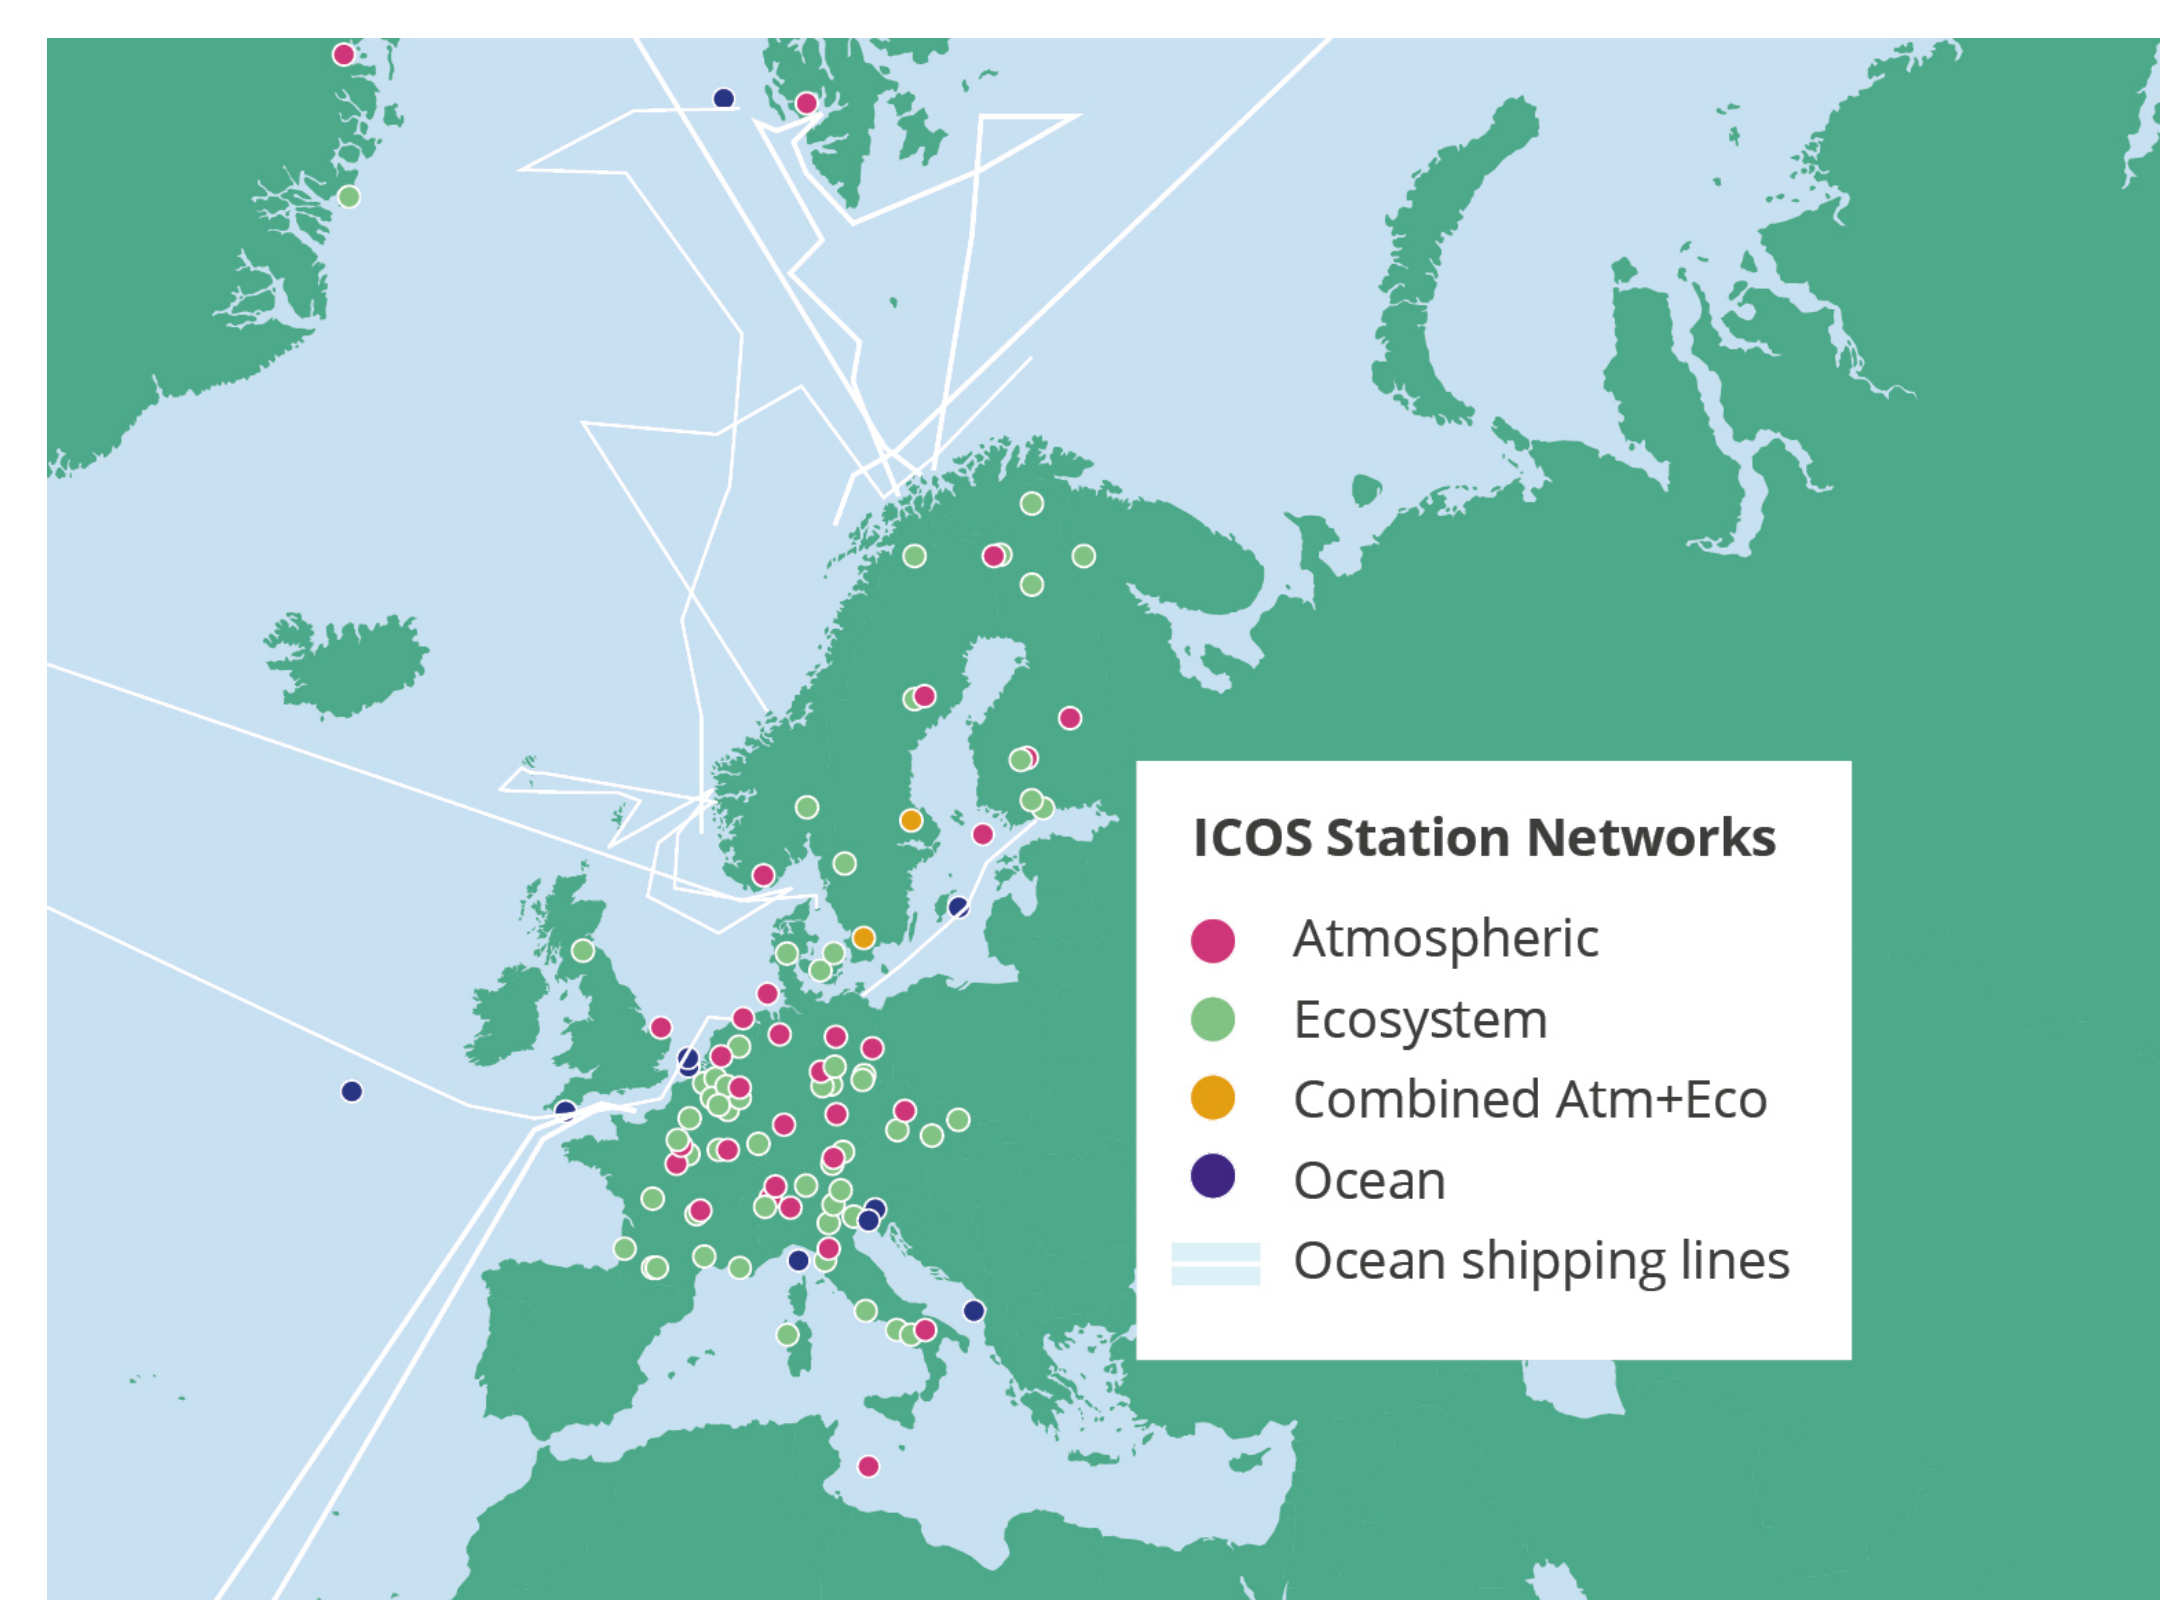 ICOS Station Networks
Atmospheric
Ecosystem
Combined Atm+Eco
Ocean
Ocean shipping lines